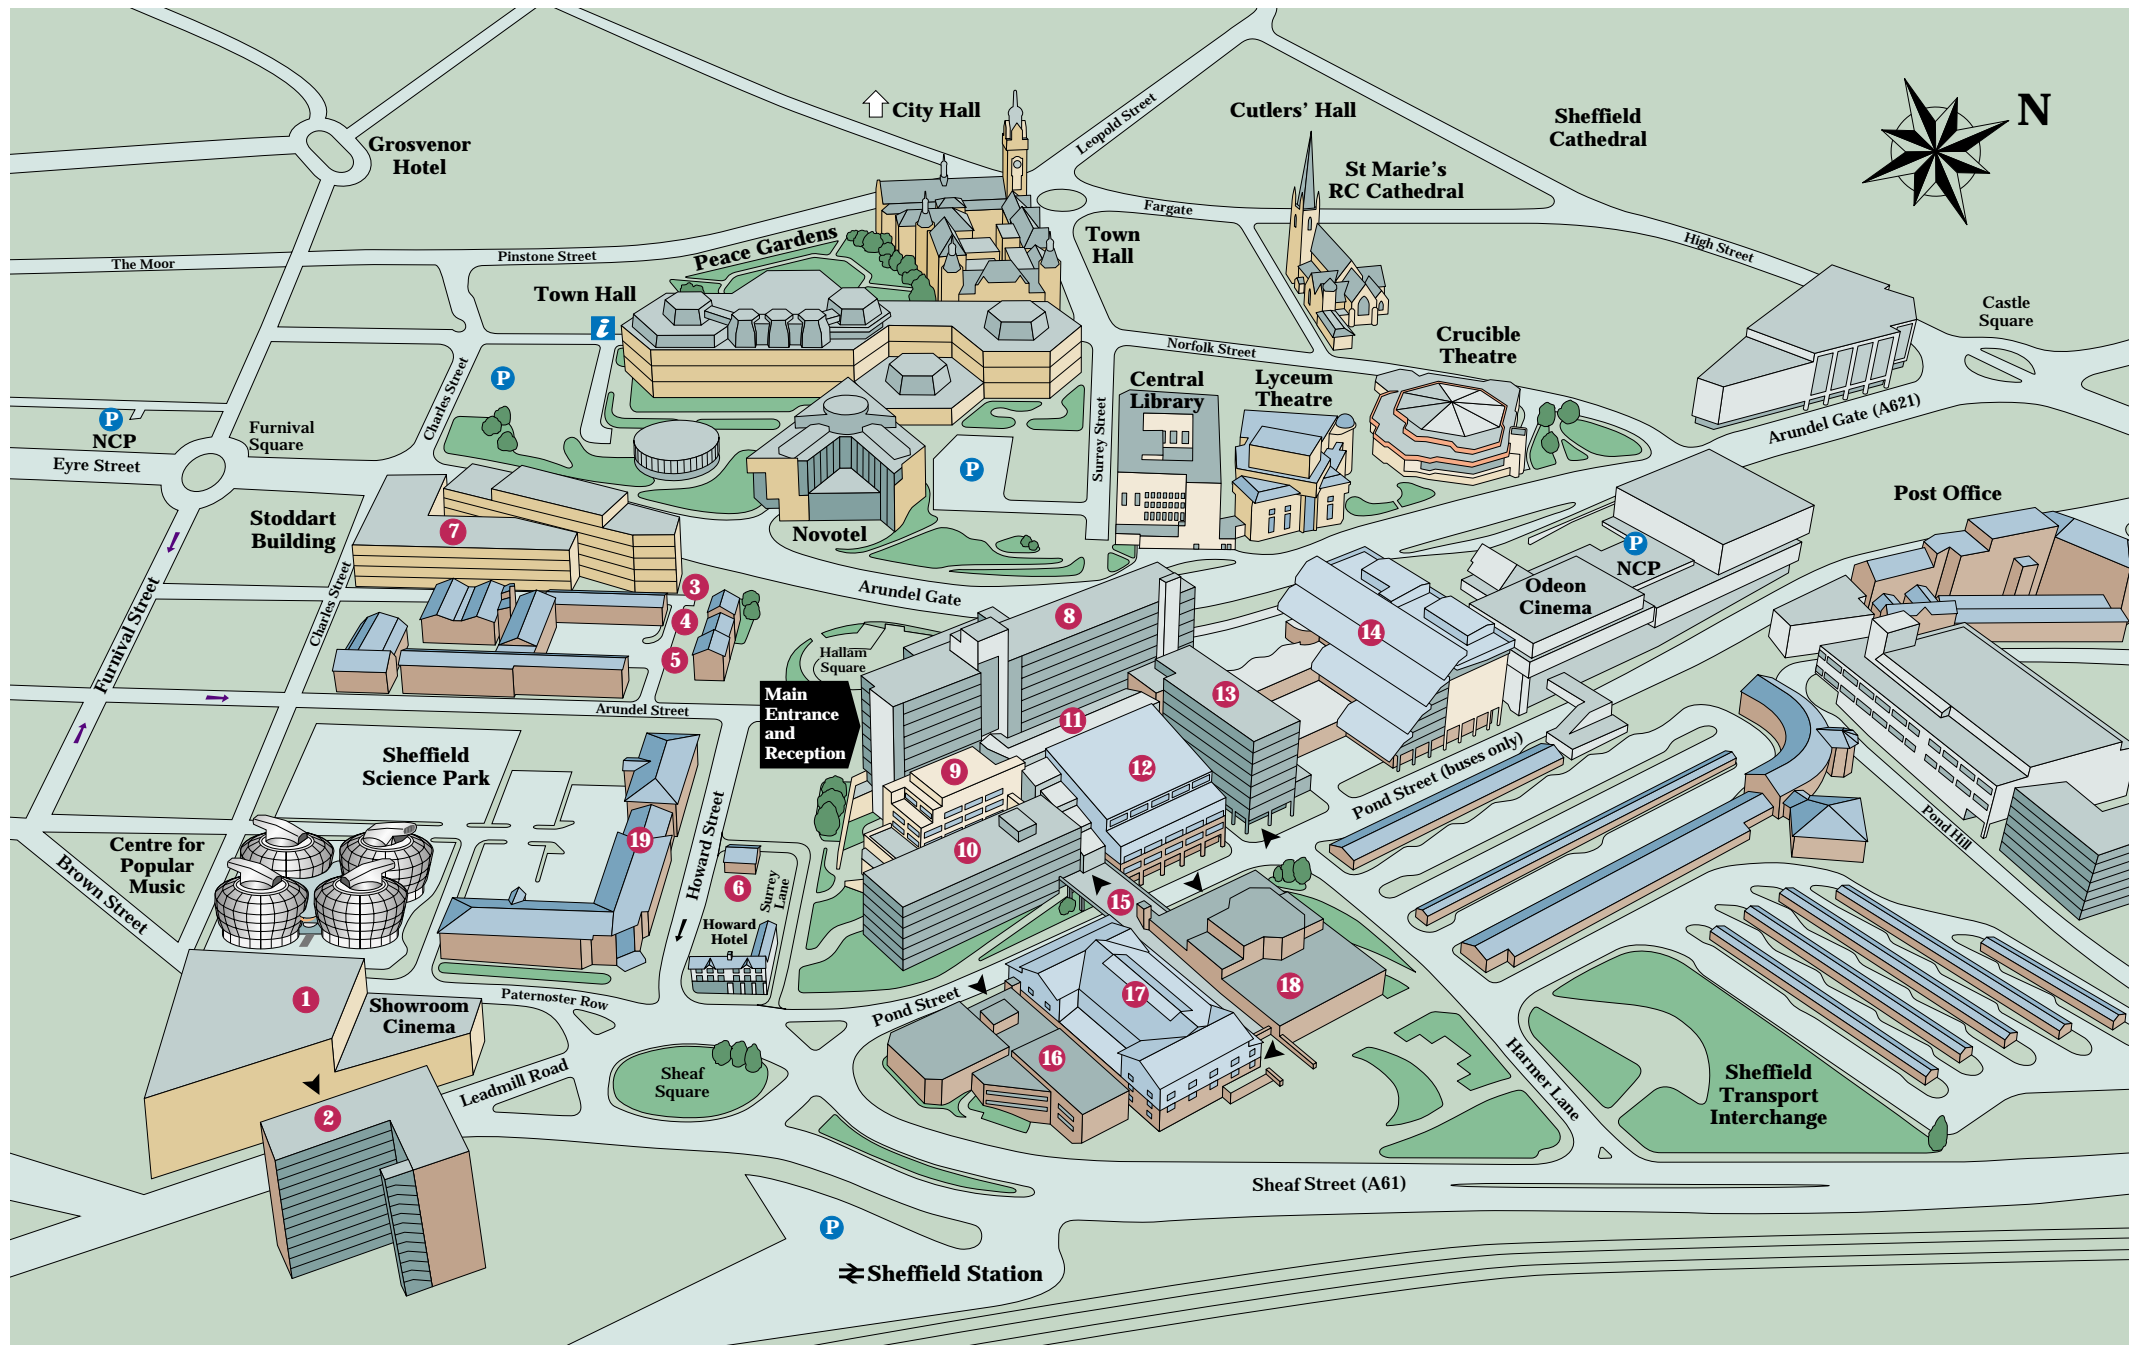 City Hall
Leopold Street
Cutlers' Hall
Sheffield
Cathedral
N
Grosvenor
Hotel
St Marie's
RC Cathedral
Fargate
Peace Gardens
Town
Hall
High Street
The Moor
Pinstone Street
Town Hall
i
Castle
Square
Norfolk Street
Crucible
Theatre
Charles Street
P
Central
Library
Lyceum
Theatre
P
NCP
Furnival
Square
Surrey Street
Arundel Gate (A621)
Eyre Street
P
Post Office
Stoddart
Building
7
Novotel
P
NCP
Odeon
Cinema
Furnival Street
Charles Street
3
Arundel Gate
4
8
14
5
Hallam
Square
Main
Entrance
and
Reception
13
Arundel Street
11
Sheffield
Science Park
9
12
Pond Street (buses only)
Howard Street
19
10
Pond Hill
Centre for
Popular
Music
Brown Street
6
Surrey
Lane
15
Howard
Hotel
1
Showroom
Cinema
Paternoster Row
Pond Street
17
18
16
Harmer Lane
Leadmill Road
Sheaf
Square
Sheffield
Transport
Interchange
2
Sheaf Street (A61)
P
Sheffield Station